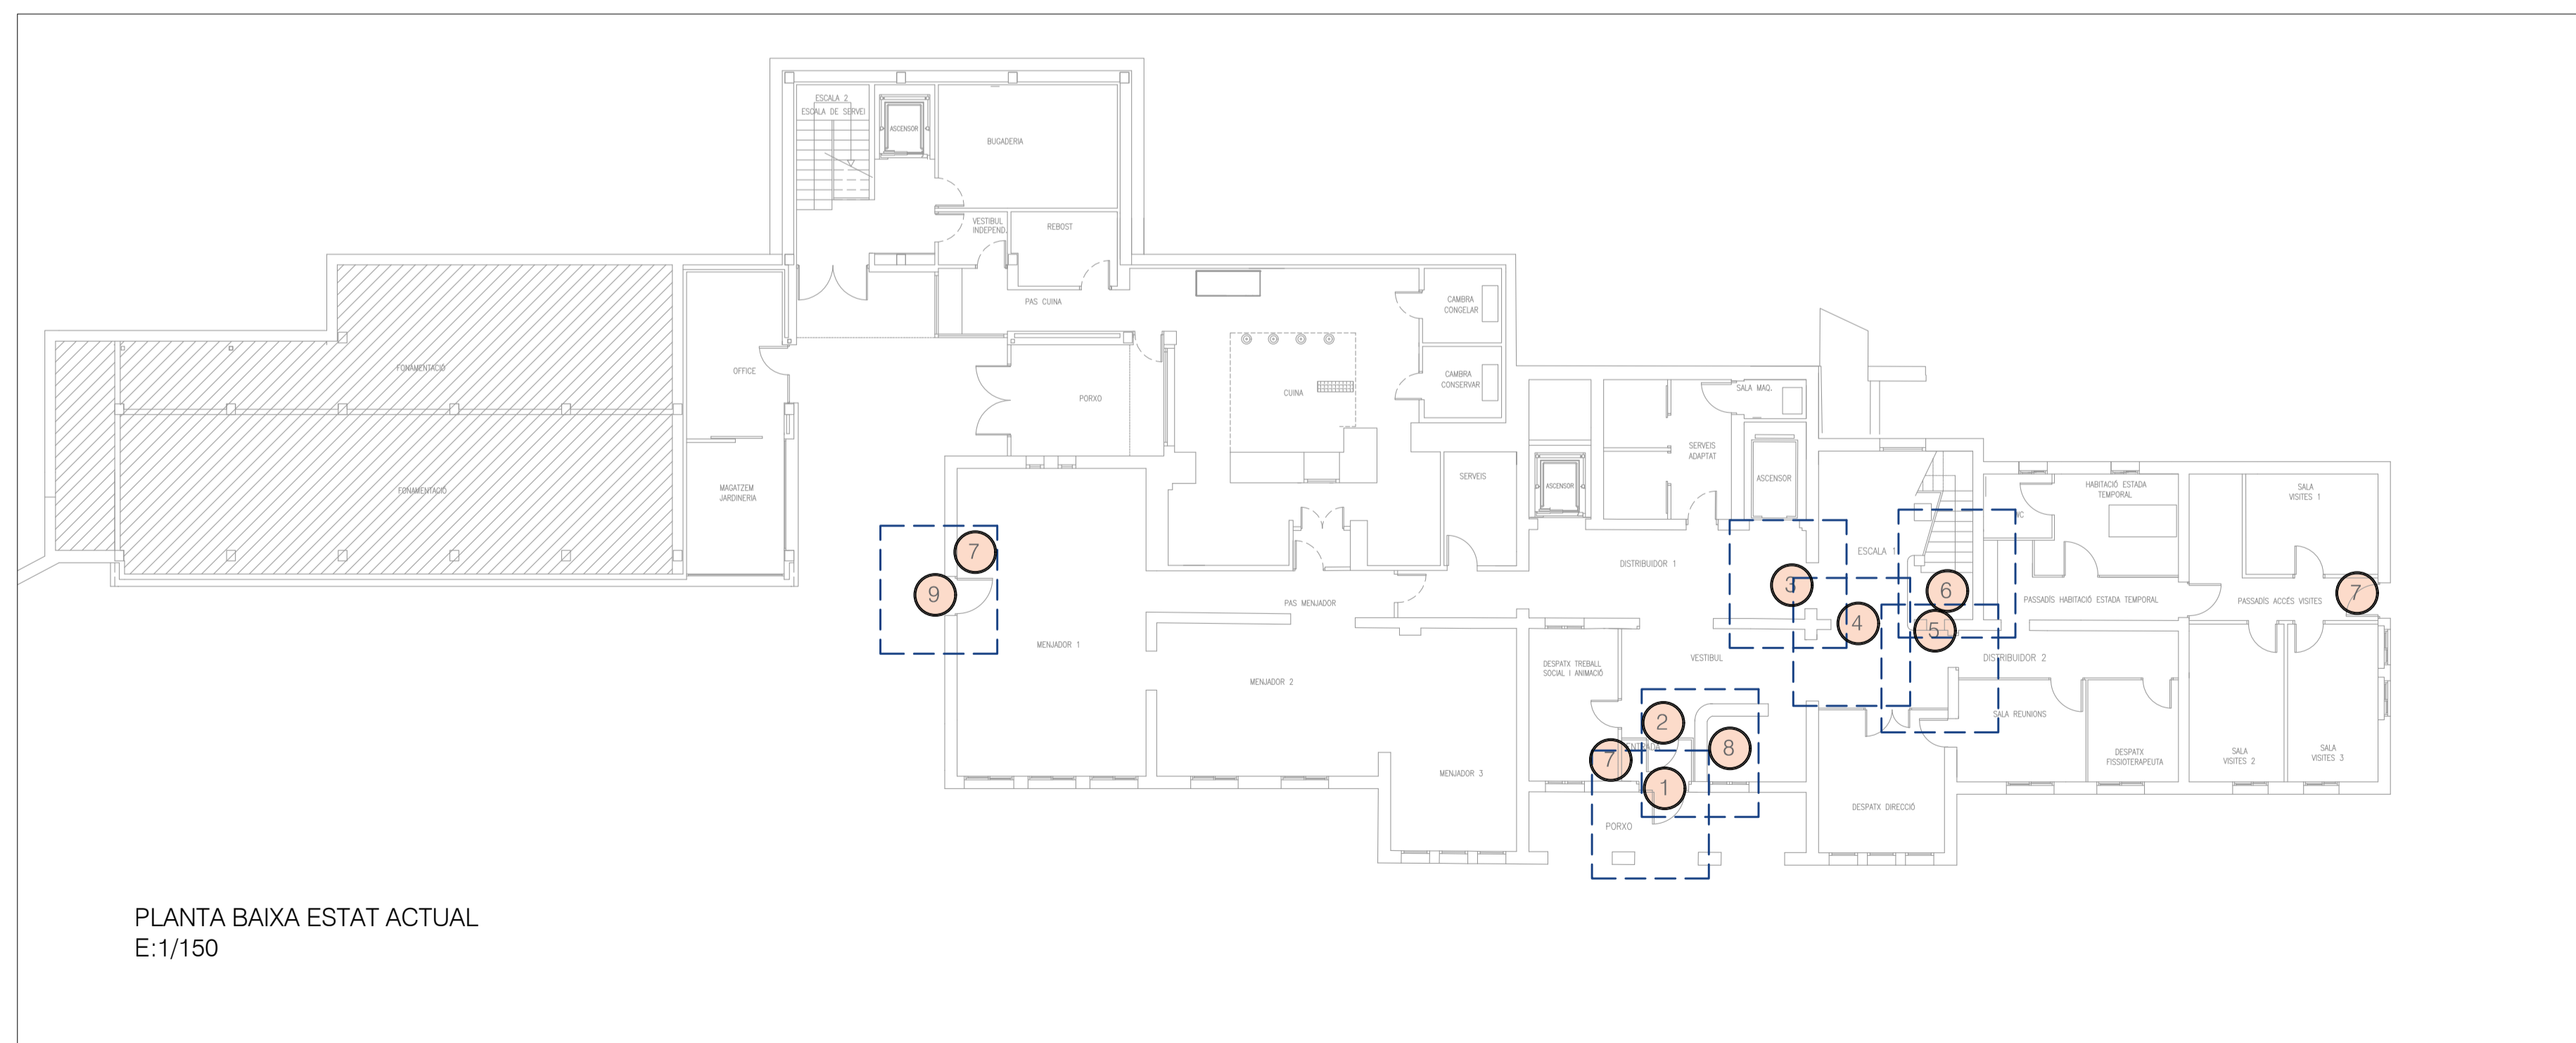 ESCALA 2
ESCALA DE SERVEI
ASCENSOR
BUGADERIA
VESTIBUL
INDEPEND.
REBOST
PAS CUINA
CAMBRA
CONGELAR
FONAMENTACIÓ
OFFICE
PORXO
CUINA
CAMBRA
CONSERVAR
SALA MAQ.
SERVEIS
ADAPTAT
SERVEIS
ASCENSOR
ASCENSOR
FONAMENTACIÓ
MAGATZEM
JARDINERIA
HABITACIÓ ESTADA
TEMPORAL
SALA
VISITES 1
WC
7
9
ESCALA 1
DISTRIBUIDOR 1
3
6
7
PAS MENJADOR
PASSADÍS HABITACIÓ ESTADA TEMPORAL
PASSADÍS ACCÉS VISITES
4
5
MENJADOR 1
MENJADOR 2
DESPATX TREBALL
SOCIAL I ANIMACIÓ
VESTIBUL
DISTRIBUIDOR 2
2
SALA REUNIONS
ENTRADA
8
7
1
MENJADOR 3
DESPATX
FISSIOTERAPEUTA
SALA
VISITES 2
SALA
VISITES 3
DESPATX DIRECCIÓ
PORXO
PLANTA BAIXA ESTAT ACTUAL
E:1/150